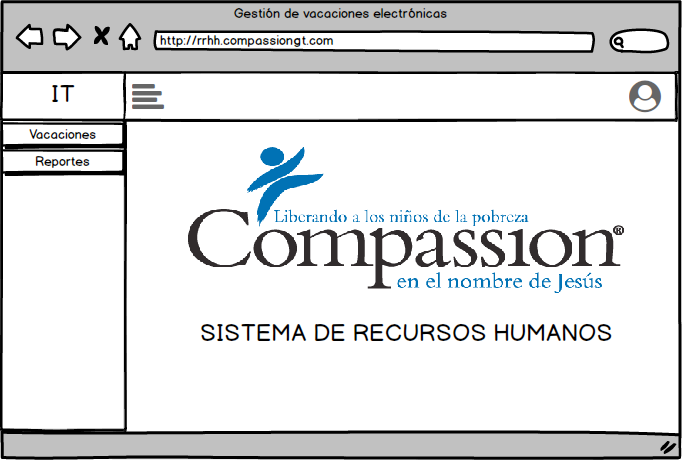 Gestión de vacaciones electrónicas
http://rrhh.compassiongt.com
IT
Vacaciones
Reportes
Liberando a los niños de la pobreza
Compassion®
en el nombre de Jesús
SISTEMA DE RECURSOS HUMANOS